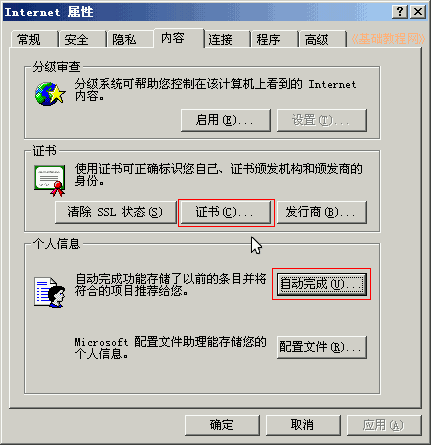 Internet 属性
常规 安全 隐私 内容 连接 程序 高级 《基础教程网》
分级审查
分级系统可帮助您控制在该计算机上看到的 Internet
内容。
启用(E)... 设置(T)...
证书
使用证书可正确标识您自己、证书颁发机构和颁发商的
身份。
清除 SSL 状态(S) 证书(C)... 发行商(B)...
个人信息
自动完成功能存储了以前的条目并将
符合的项目推荐给您。
自动完成(U)...
Microsoft 配置文件助理能存储您的
个人信息。
配置文件(R)...
确定 取消 应用(A)